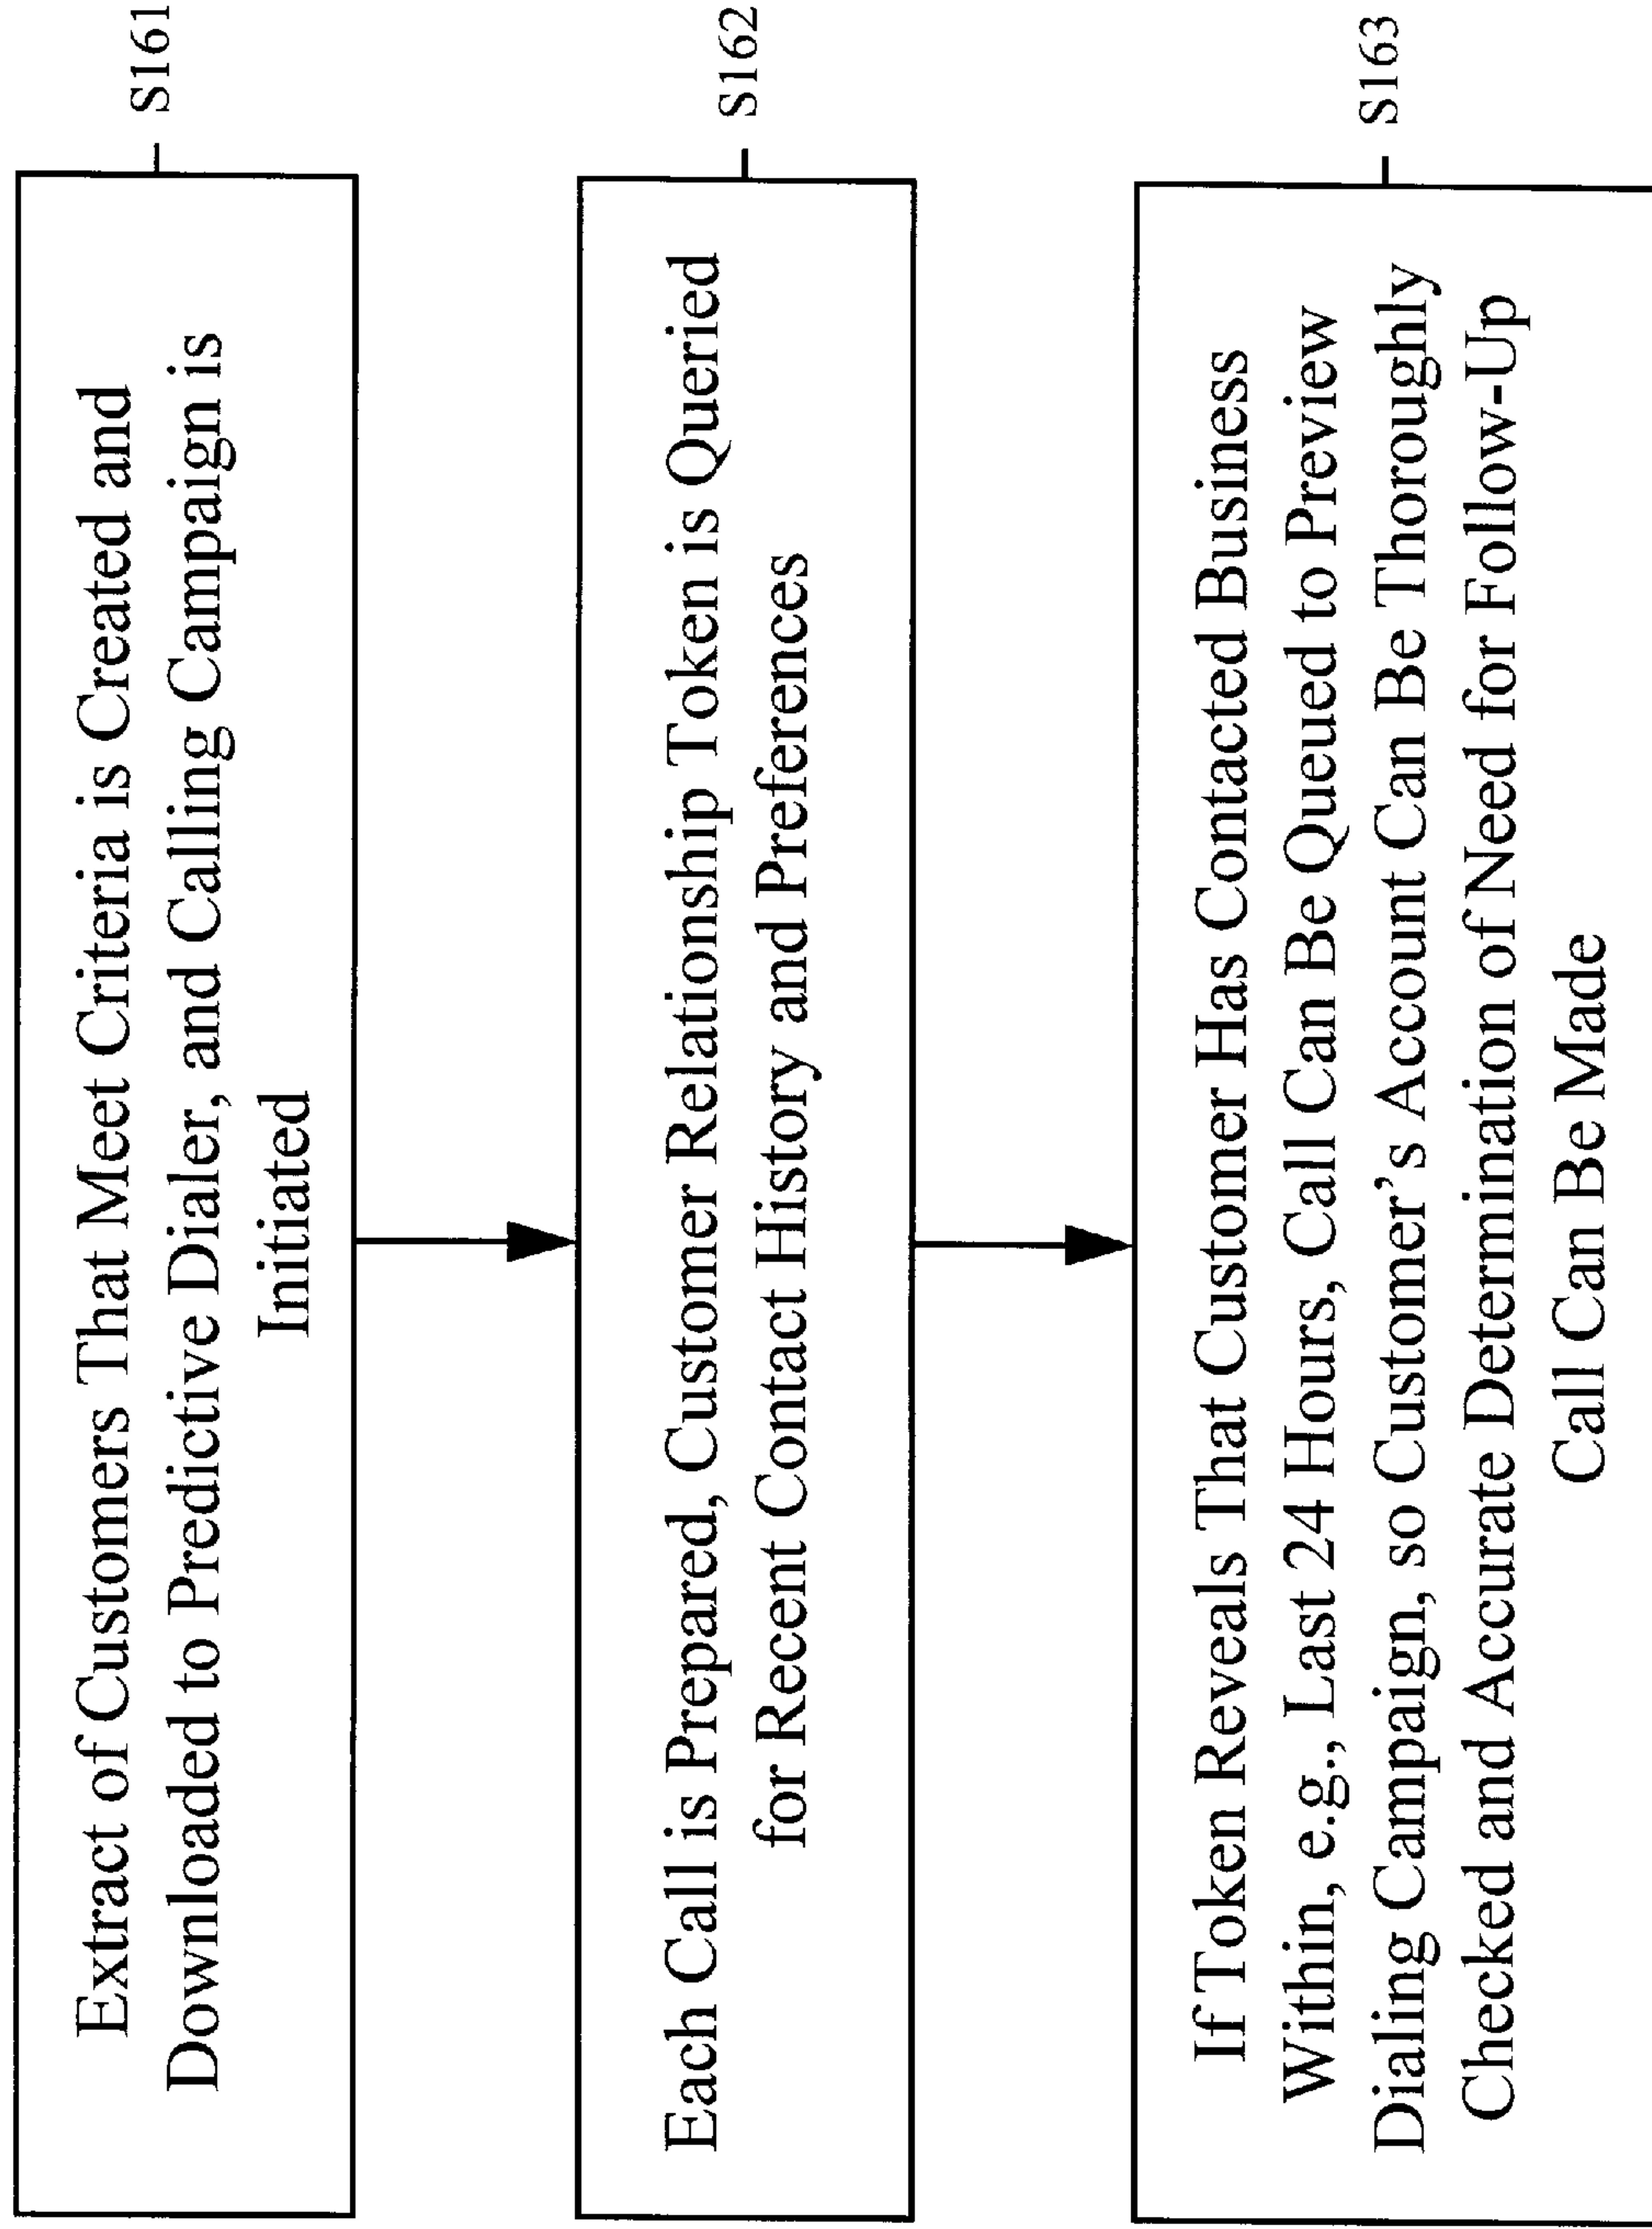 Extract of Customers That Meet Criteria is Created and
Downloaded to Predictive Dialer, and Calling Campaign is
Initiated
S161
Each Call is Prepared, Customer Relationship Token is Queried
for Recent Contact History and Preferences
S162
If Token Reveals That Customer Has Contacted Business
Within, e.g., Last 24 Hours, Call Can Be Queued to Preview
Dialing Campaign, so Customer's Account Can Be Thoroughly
Checked and Accurate Determination of Need for Follow-Up
Call Can Be Made
S163